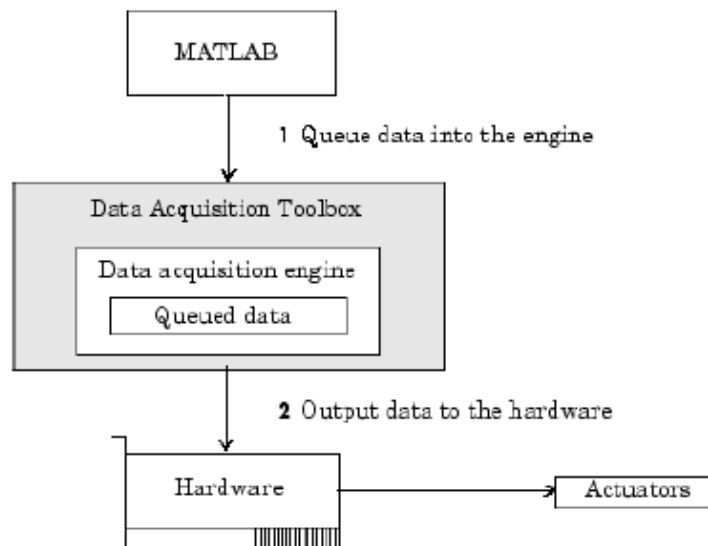 MATLAB
1 Queue data into the engine
Data Acquisition Toolbox
Data acquisition engine
Queued data
2 Output data to the hardware
Hardware
Actuators